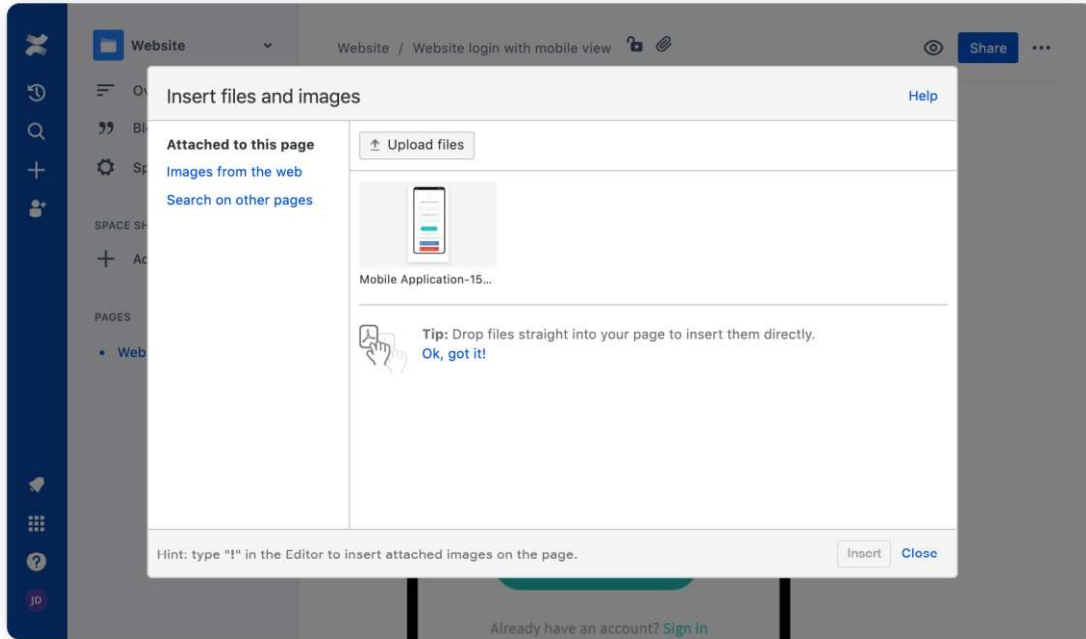 Website
Website / Website login with mobile view
Share
Insert files and images
Help
Attached to this page
Images from the web
Search on other pages
Upload files
Mobile Application-15...
Tip: Drop files straight into your page to insert them directly.
Ok, got it!
SPACE SH
PAGES
Web
Hint: type "!" in the Editor to insert attached images on the page.
Insert
Close
JD
Already have an account? Sign in